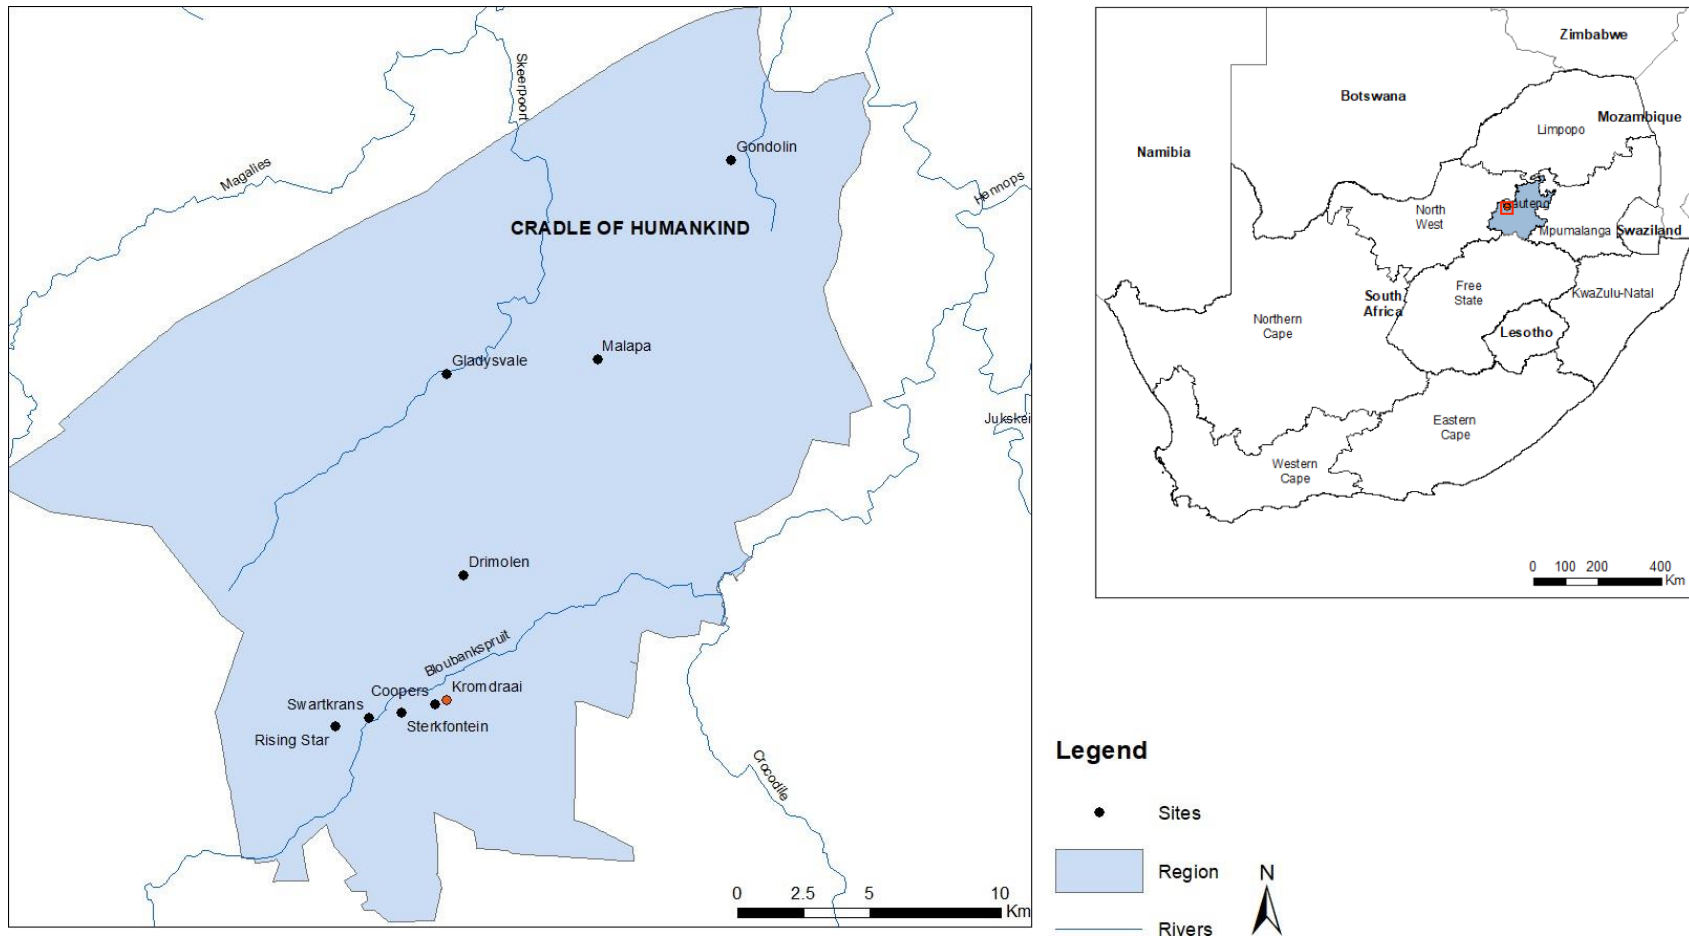 Skeerpoort
Gondolin
Magalies
Hennops
CRADLE OF HUMANKIND
Malapa
Gladysvale
Jukskei
Drimolen
Bloubankspruit
Kromdraai
Coopers
Swartkrans
Sterkfontein
Rising Star
Crocodile
0 2.5 5 10
Km
Zimbabwe
Botswana
Mozambique
Limpopo
Namibia
Gauteng
North
West
Mpumalanga
Swaziland
Free
State
KwaZulu-Natal
South
Africa
Northern
Cape
Lesotho
Eastern
Cape
Western
Cape
0 100 200 400
Km
Legend
Sites
Region
N
Rivers